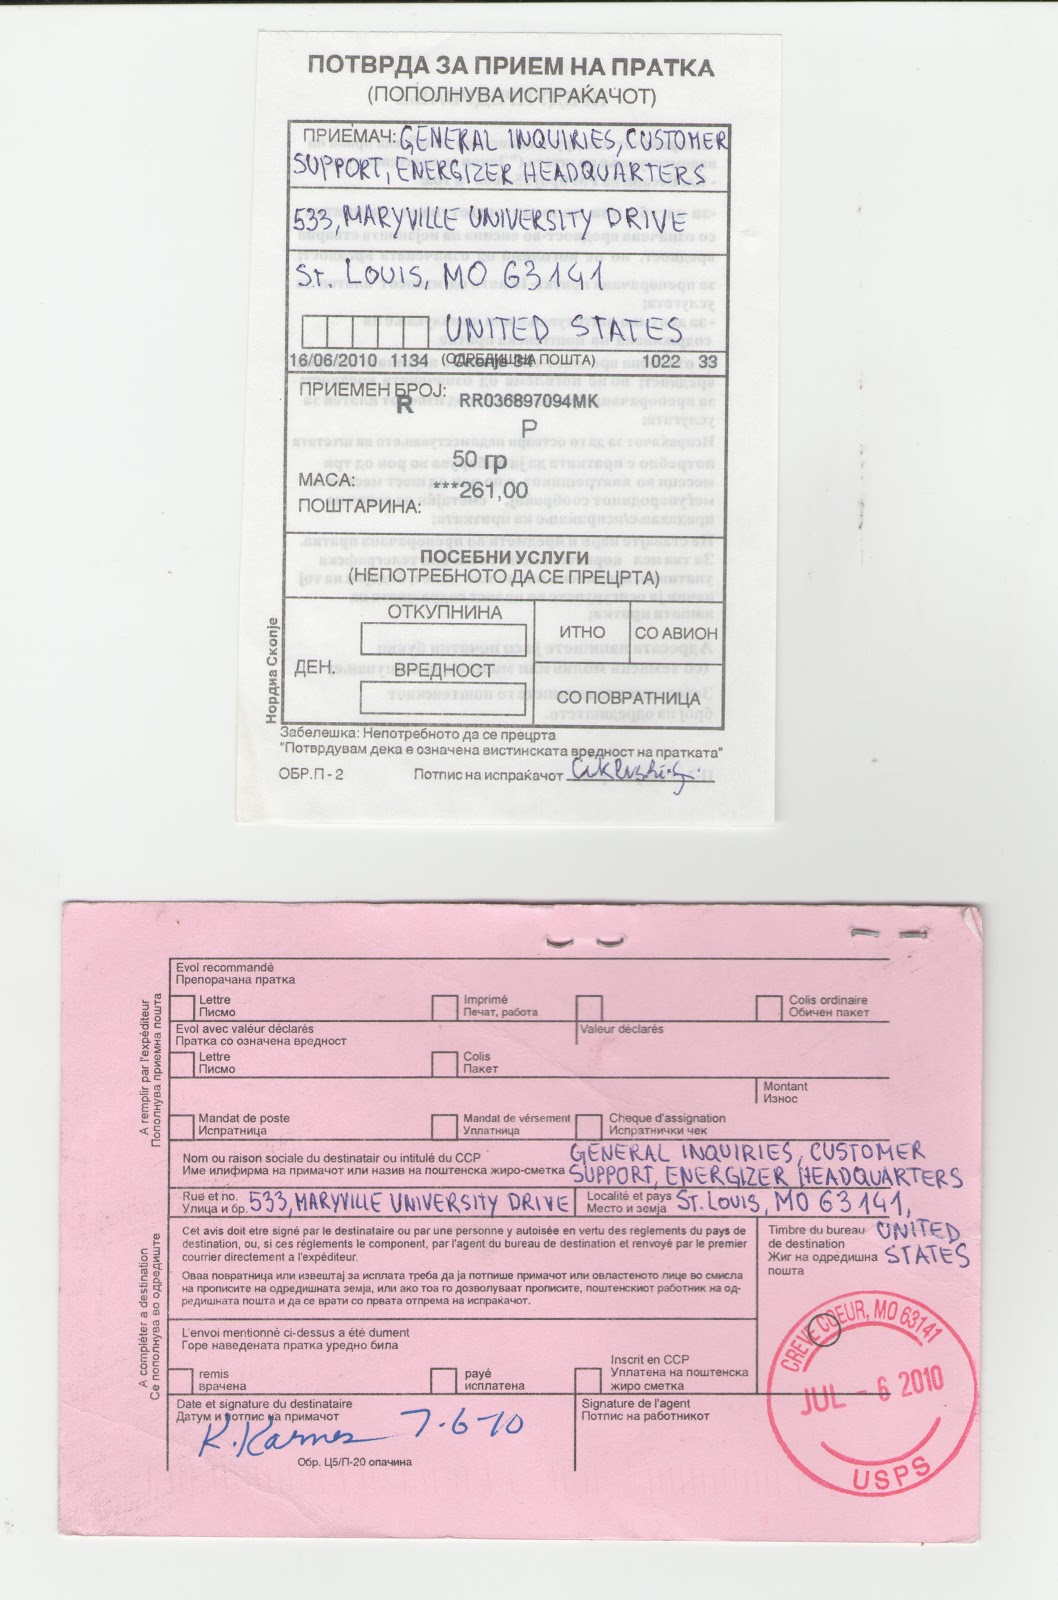 ПОТВРДА ЗА ПРИЕМ НА ПРАТКА
(ПОПОЛНУВА ИСПРАЌАЧОТ)
ПРИЕМАЧ: GENERAL INQUIRIES, CUSTOMER
SUPPORT, ENERGIZER HEADQUARTERS
533, MARYVILLE UNIVERSITY DRIVE
ST. LOUIS, MO 63141
UNITED STATES
16/06/2010 1134 (ОДРЕДИШНА ПОШТА) Скопје 34 1022 33
ПРИЕМЕН БРОЈ: R RR036897094MK
P
50 гр
МАСА:
***261,00
ПОШТАРИНА:
ПОСЕБНИ УСЛУГИ
(НЕПОТРЕБНОТО ДА СЕ ПРЕЦРТА)
ОТКУПНИНА
ИТНО СО АВИОН
ДЕН. ВРЕДНОСТ
СО ПОВРАТНИЦА
Нордиа Скопје
Забелешка: Непотребното да се прецрта
"Потврдувам дека е означена вистинската вредност на пратката"
ОБР.П - 2 Потпис на испраќачот
Evol recommandé
Препорачана пратка
Lettre Imprimé Colis ordinaire
Писмо Печат, работа Обичен пакет
Evol avec valéur déclarés Valeur déclarés
Пратка со означена вредност
Lettre Colis
Писмо Пакет
Montant
Износ
Mandat de poste Mandat de vérsement Cheque d'assignation
Испратница Уплатница Испратнички чек
A remplir par l'expéditeur
Пополнува приемна пошта
Nom ou raison sociale du destinatair ou intitulé du CCP GENERAL INQUIRIES, CUSTOMER
Име илифирма на примачот или назив на поштенска жиро-сметка SUPPORT, ENERGIZER HEADQUARTERS
Rue et no. 533, MARYVILLE UNIVERSITY DRIVE Localité et pays ST. LOUIS, MO 63141,
Улица и бр. Место и земја
Cet avis doit étre signé par le destinataire ou par une personne y autoisée en vertu des reglements du pays de
destination, ou, si ces règlements le component, par l'agent du bureau de destination et renvoyé par le premier
courrier directement a l'expéditeur.
Оваа повратница или извештај за исплата треба да ја потпише примачот или овластеното лице во смисла
на прописите на одредишната земја, или ако тоа го дозволуваат прописите, поштенскиот работник на од-
редишната пошта и да се врати со првата отпрема на испраќачот.
Timbre du bureau UNITED
de destination STATES
Жиг на одредишна
пошта
A compléter a destination
Се пополнува во одредиште
L'envoi mentionné ci-dessus a été dument
Горе наведената пратка уредно била
remis payé Inscrit en CCP
врачена исплатена Уплатена на поштенска
жиро сметка
Date et signature du destinataire Signature de l'agent
Датум и потпис на примачот Потпис на работникот
K. Karnes 7-6-10
Обр. Ц5/П-20 опачина
CREVE COEUR, MO 63141
JUL - 6 2010
USPS